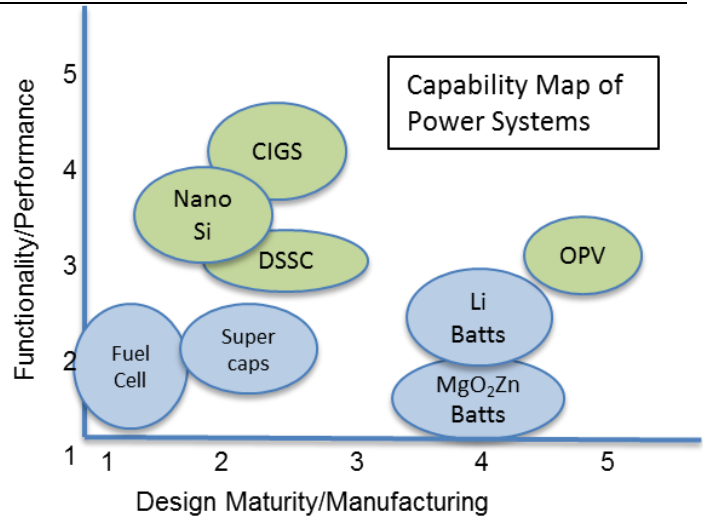 Capability Map of
Power Systems
Functionality/Performance
5
4
3
2
1
CIGS
Nano
Si
DSSC
OPV
Li
Batts
Fuel
Cell
Super
caps
MgO₂Zn
Batts
1 2 3 4 5
Design Maturity/Manufacturing